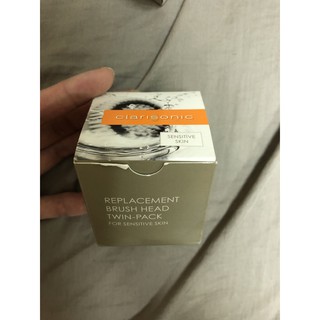 clarisonic
SENSITIVE
SKIN
REPLACEMENT
BRUSH HEAD
TWIN-PACK
FOR SENSITIVE SKIN